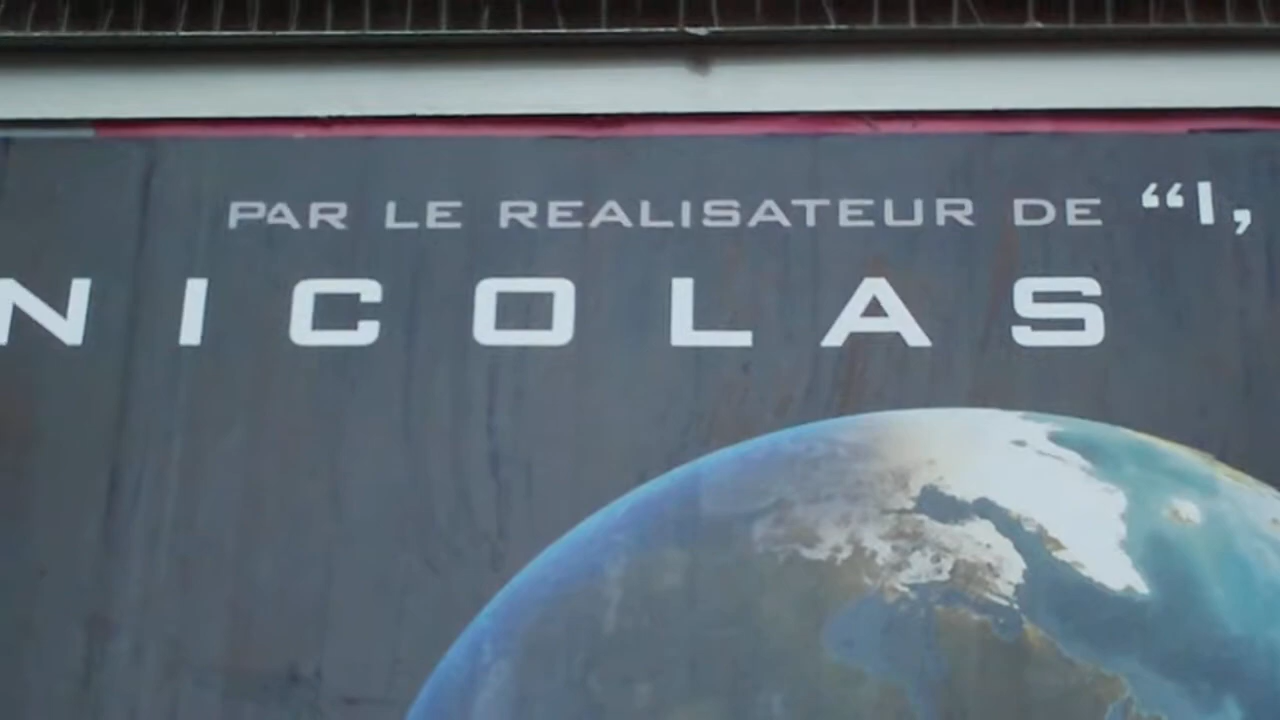 PAR LE REALISATEUR DE “I,
NICOLAS